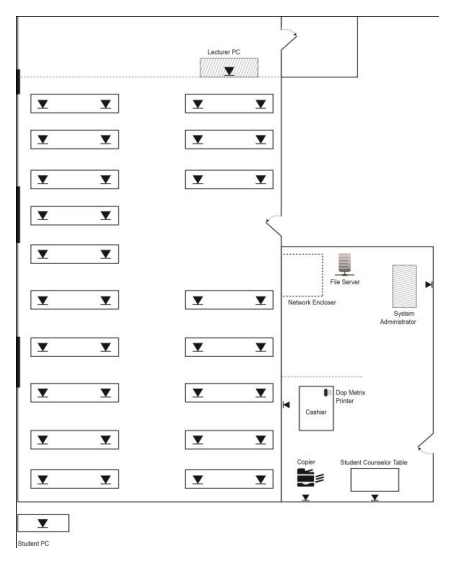 Lecturer PC
File Server
Network Encloser
System
Administrator
Dop Metrix
Printer
Cashier
Copier
Student Counselor Table
Student PC